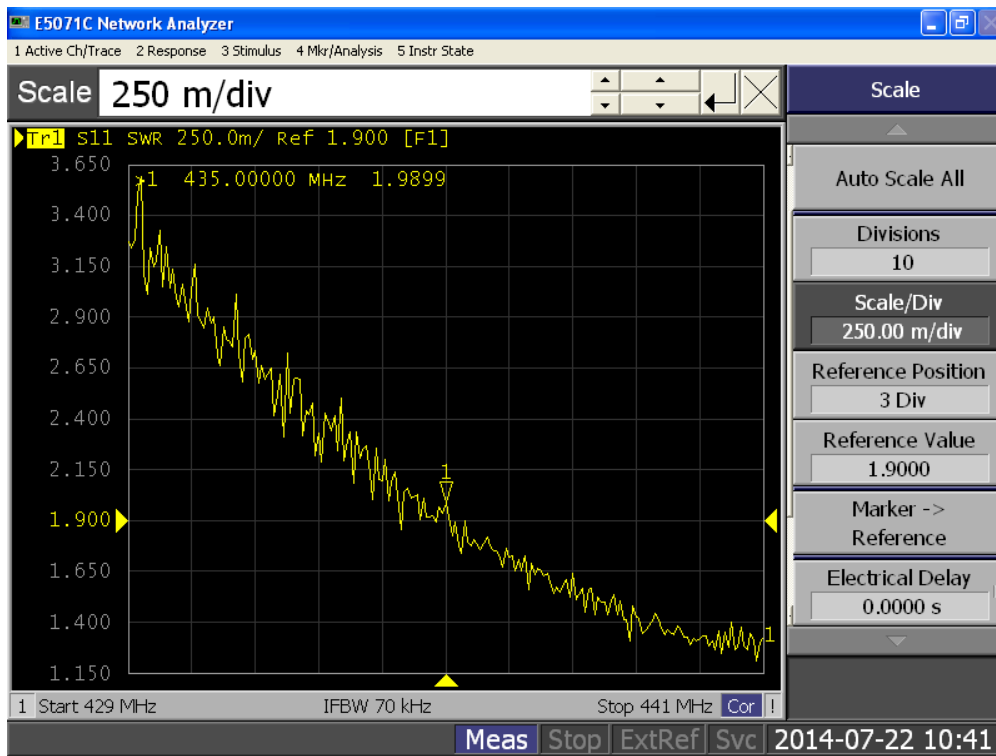 E5071C Network Analyzer
1 Active Ch/Trace 2 Response 3 Stimulus 4 Mkr/Analysis 5 Instr State
Scale 250 m/div
Scale
Tr1 S11 SWR 250.0m/ Ref 1.900 [F1]
>1 435.00000 MHz 1.9899
3.650
3.400
3.150
2.900
2.650
2.400
2.150
1.900
1.650
1.400
1.150
1
1
Auto Scale All
Divisions
10
Scale/Div
250.00 m/div
Reference Position
3 Div
Reference Value
1.9000
Marker ->
Reference
Electrical Delay
0.0000 s
1 Start 429 MHz IFBW 70 kHz Stop 441 MHz Cor !
Meas Stop ExtRef Svc 2014-07-22 10:41